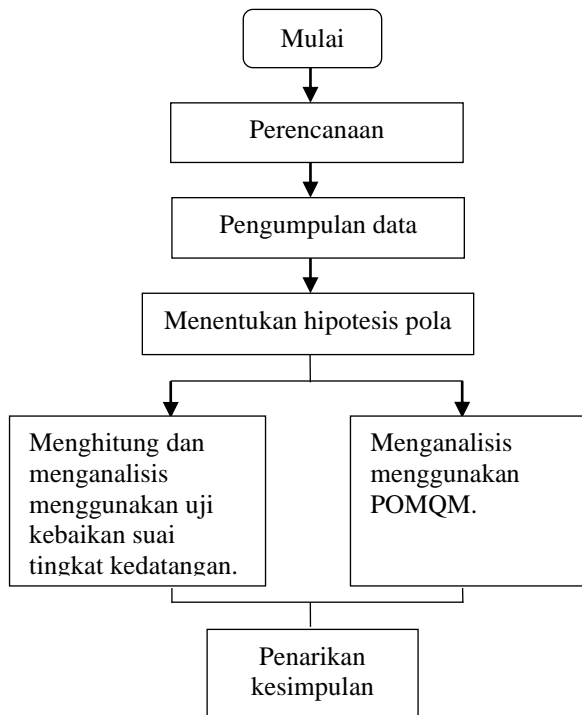 Mulai
Perencanaan
Pengumpulan data
Menentukan hipotesis pola
Menghitung dan
menganalisis
menggunakan uji
kebaikan suai
tingkat kedatangan.
Menganalisis
menggunakan
POMQM.
Penarikan
kesimpulan